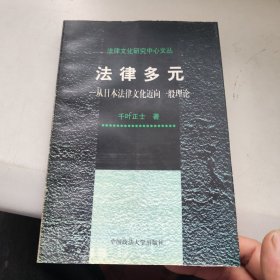 法律文化研究中心文丛
法律多元
—从日本法律文化迈向一般理论
千叶正士 著
中国政法大学出版社